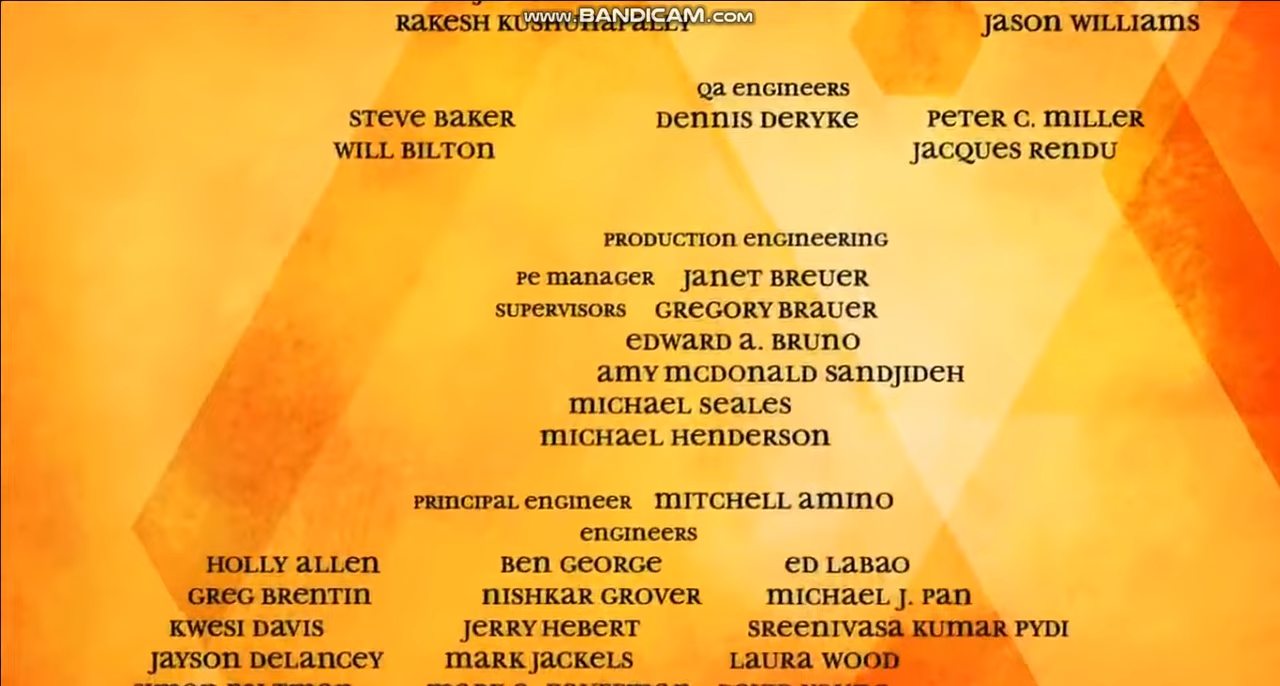 www.BANDICAM.com
RAKESH KUSHUNAPALLY JASON WILLIAMS
QA ENGINEERS
STEVE BAKER DENNIS DERYKE PETER C. MILLER
WILL BILTON JACQUES RENDU
PRODUCTION ENGINEERING
PE MANAGER JANET BREUER
SUPERVISORS GREGORY BRAUER
EDWARD A. BRUNO
AMY MCDONALD SANDJIDEH
MICHAEL SEALES
MICHAEL HENDERSON
PRINCIPAL ENGINEER MITCHELL AMINO
ENGINEERS
HOLLY ALLEN BEN GEORGE ED LABAO
GREG BRENTIN NISHKAR GROVER MICHAEL J. PAN
KWESI DAVIS JERRY HEBERT SREENIVASA KUMAR PYDI
JAYSON DELANCEY MARK JACKELS LAURA WOOD